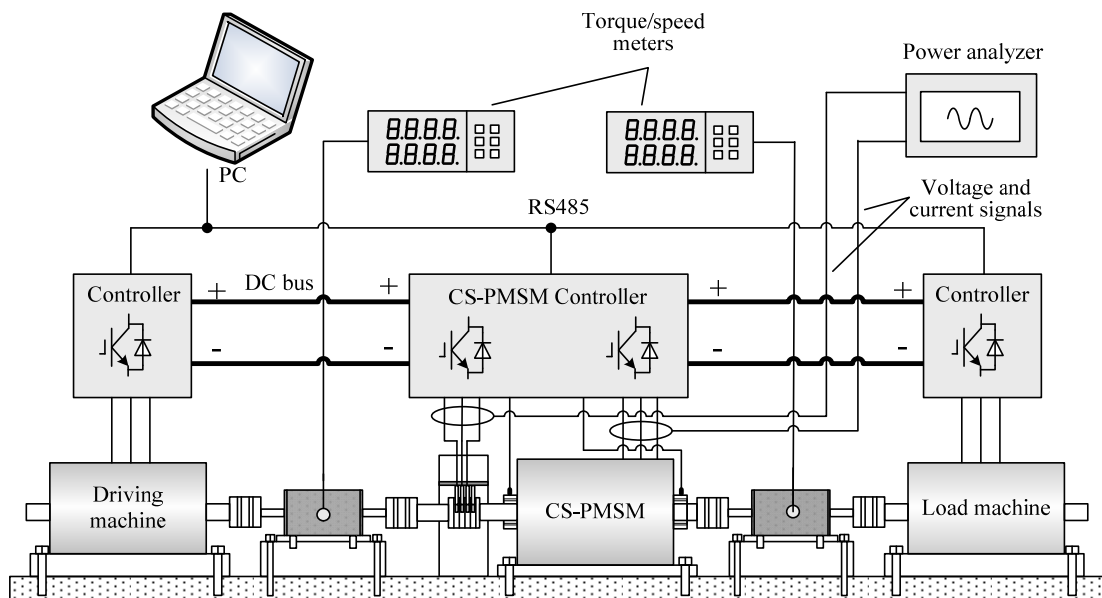 Torque/speed
meters
Power analyzer
8.8.8.8.
8.8.8.8.
8.8.8.8.
8.8.8.8.
PC
Voltage and
current signals
RS485
Controller
+
DC bus
+
CS-PMSM Controller
+
+
Controller
-
-
-
-
Driving
machine
CS-PMSM
Load machine